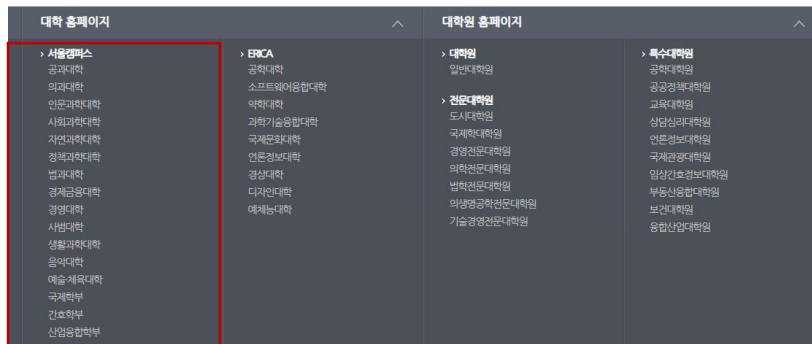 대학 홈페이지
› 서울캠퍼스
공과대학
의과대학
인문과학대학
사회과학대학
자연과학대학
정책과학대학
법과대학
경제금융대학
경영대학
사범대학
생활과학대학
음악대학
예술·체육대학
국제학부
간호학부
산업융합학부
› ERICA
공학대학
소프트웨어융합대학
약학대학
과학기술융합대학
국제문화대학
언론정보대학
경상대학
디자인대학
예체능대학
대학원 홈페이지
› 대학원
일반대학원
› 전문대학원
도시대학원
국제학대학원
경영전문대학원
의학전문대학원
법학전문대학원
의생명공학전문대학원
기술경영전문대학원
› 특수대학원
공학대학원
공공정책대학원
교육대학원
상담심리대학원
언론정보대학원
국제관광대학원
임상간호정보대학원
부동산융합대학원
보건대학원
융합산업대학원